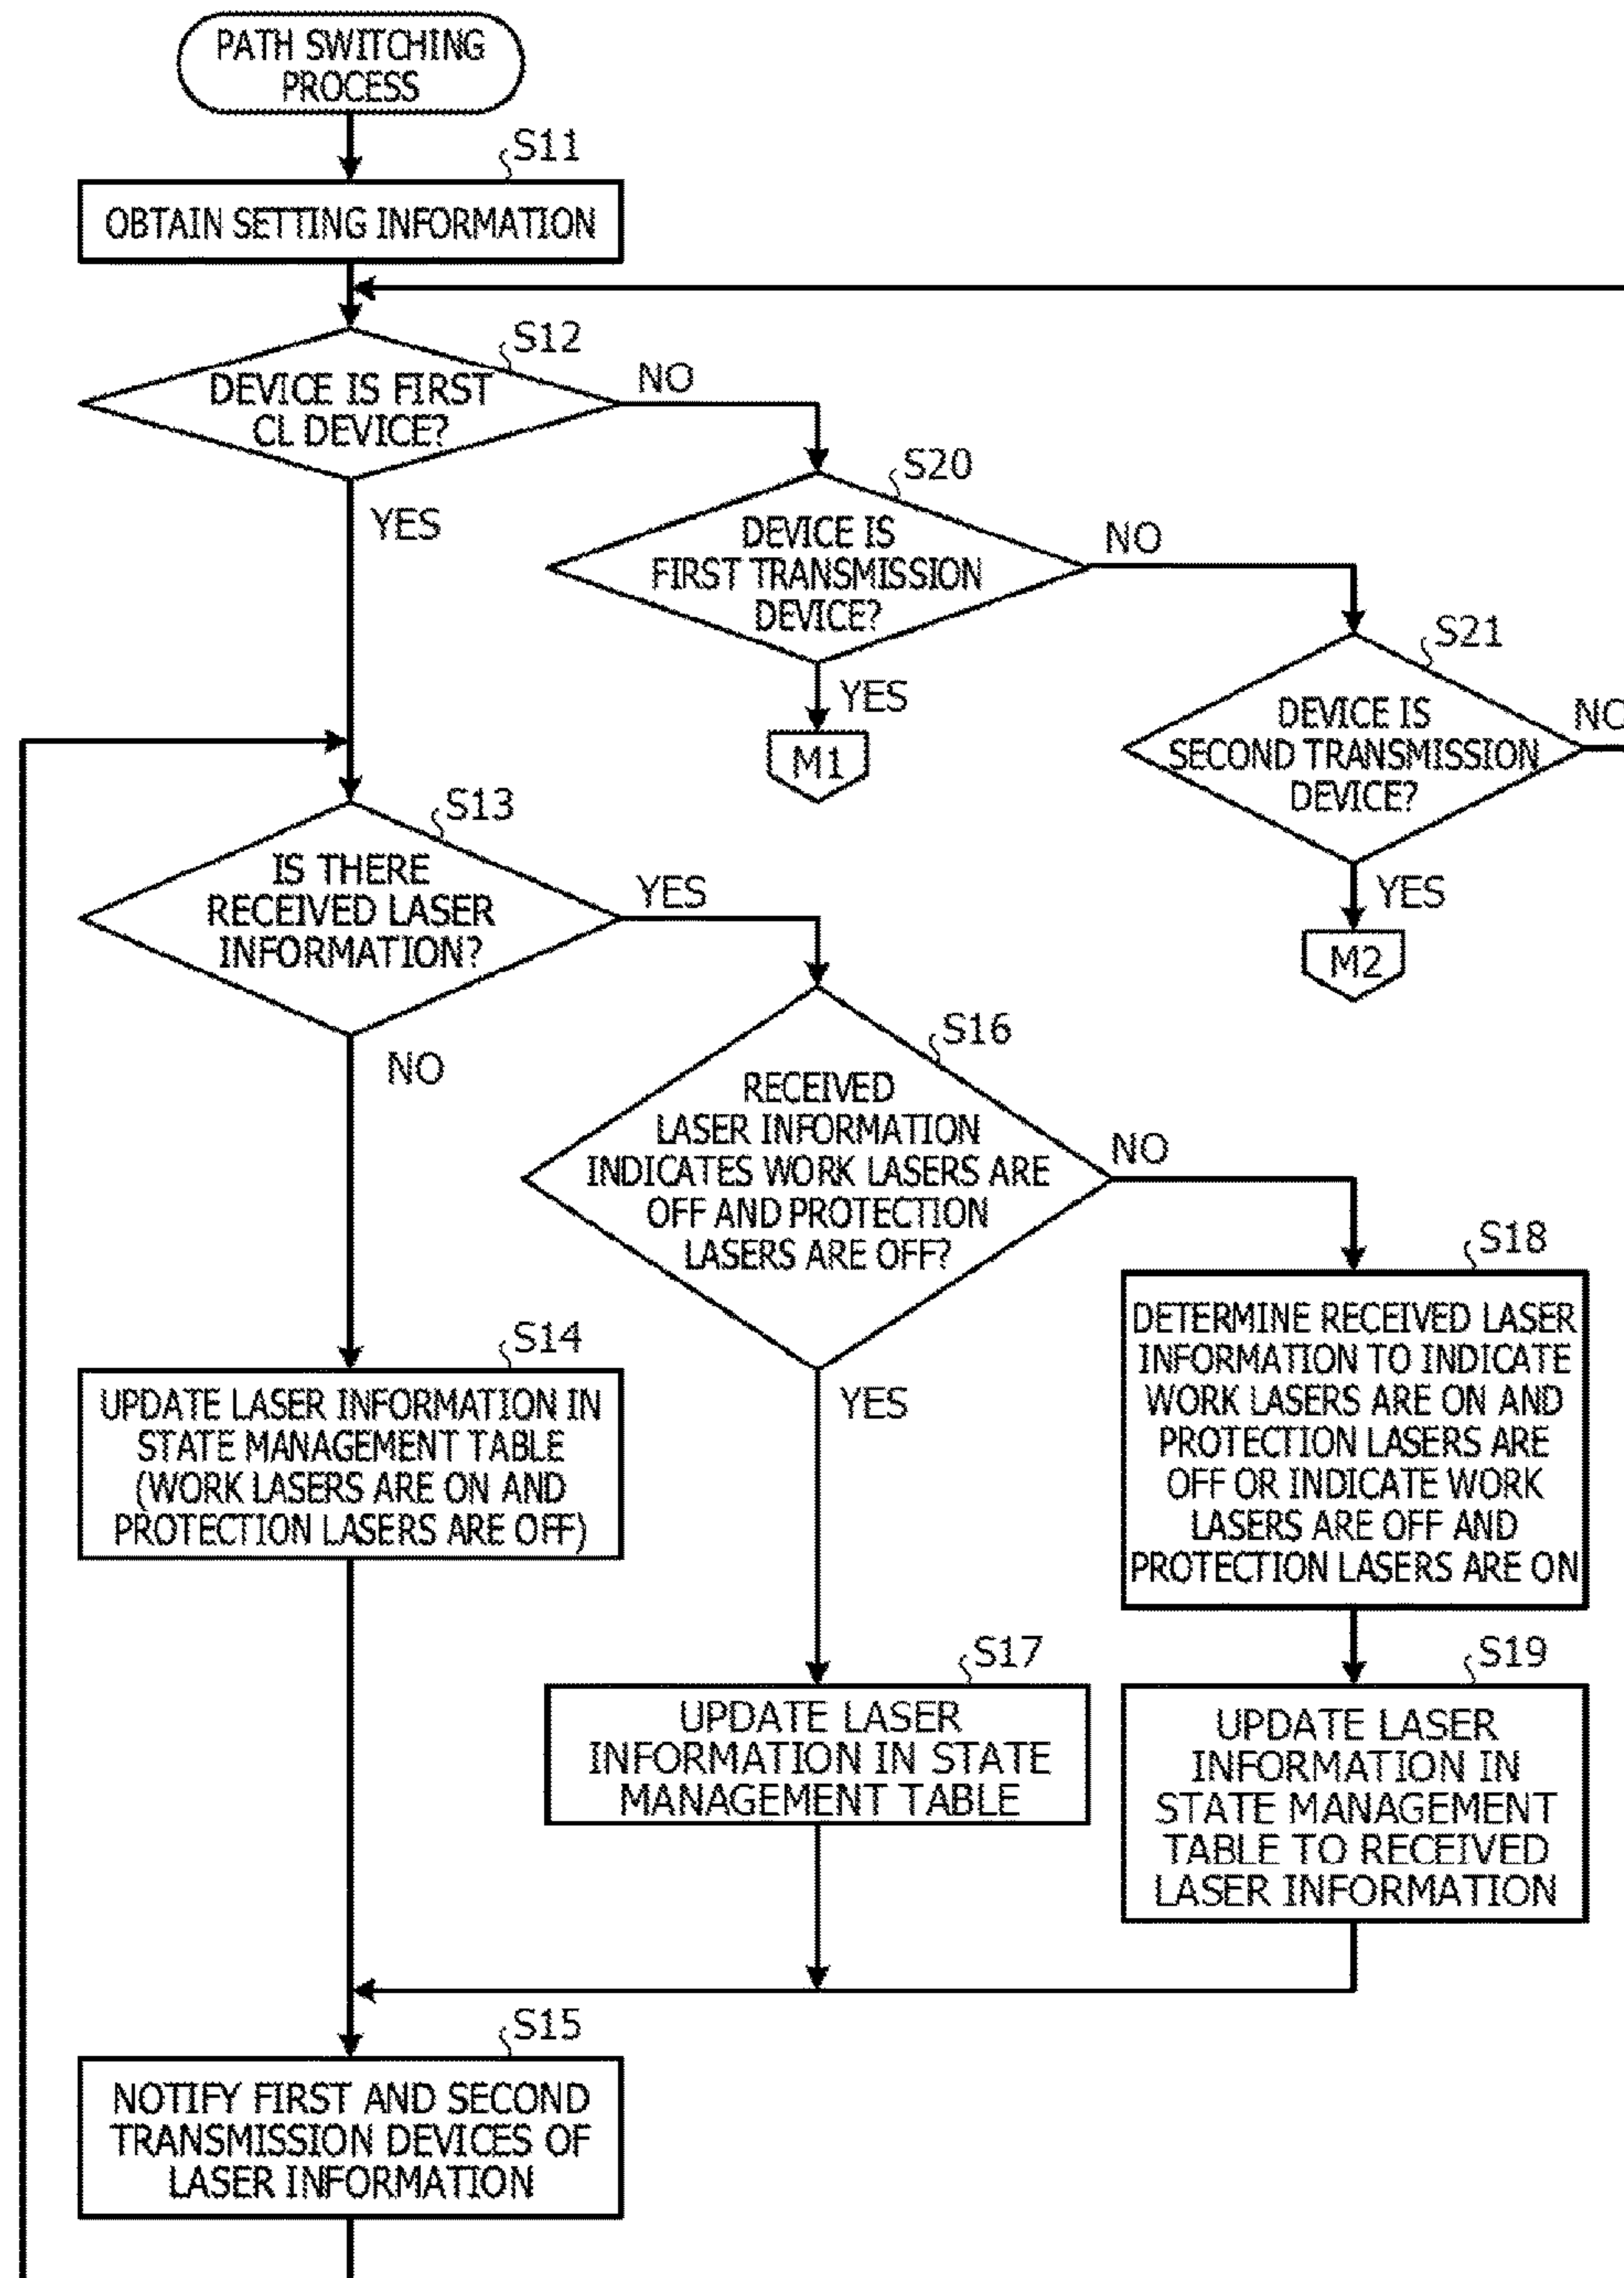 PATH SWITCHING
PROCESS
S11
OBTAIN SETTING INFORMATION
S12
DEVICE IS FIRST
CL DEVICE?
NO
YES
S20
DEVICE IS
FIRST TRANSMISSION
DEVICE?
NO
YES
M1
S21
DEVICE IS
SECOND TRANSMISSION
DEVICE?
NO
YES
M2
S13
IS THERE
RECEIVED LASER
INFORMATION?
YES
NO
S16
RECEIVED
LASER INFORMATION
INDICATES WORK LASERS ARE
OFF AND PROTECTION
LASERS ARE OFF?
NO
YES
S18
DETERMINE RECEIVED LASER
INFORMATION TO INDICATE
WORK LASERS ARE ON AND
PROTECTION LASERS ARE
OFF OR INDICATE WORK
LASERS ARE OFF AND
PROTECTION LASERS ARE ON
S14
UPDATE LASER INFORMATION IN
STATE MANAGEMENT TABLE
(WORK LASERS ARE ON AND
PROTECTION LASERS ARE OFF)
S17
UPDATE LASER
INFORMATION IN STATE
MANAGEMENT TABLE
S19
UPDATE LASER
INFORMATION IN
STATE MANAGEMENT
TABLE TO RECEIVED
LASER INFORMATION
S15
NOTIFY FIRST AND SECOND
TRANSMISSION DEVICES OF
LASER INFORMATION